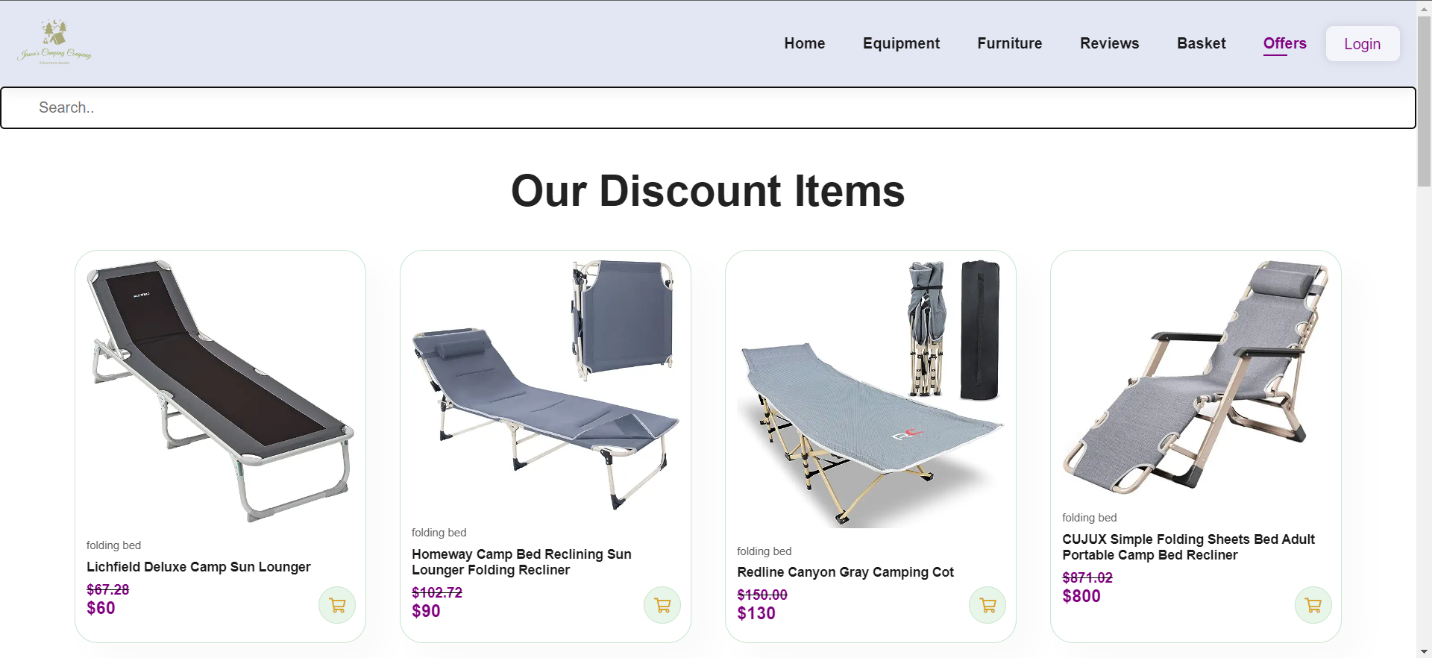 Jason's Camping Company
Home Equipment Furniture Reviews Basket Offers Login
Search..
Our Discount Items
folding bed
Lichfield Deluxe Camp Sun Lounger
$67.28
$60
folding bed
Homeway Camp Bed Reclining Sun
Lounger Folding Recliner
$102.72
$90
folding bed
Redline Canyon Gray Camping Cot
$150.00
$130
folding bed
CUJUX Simple Folding Sheets Bed Adult
Portable Camp Bed Recliner
$871.02
$800